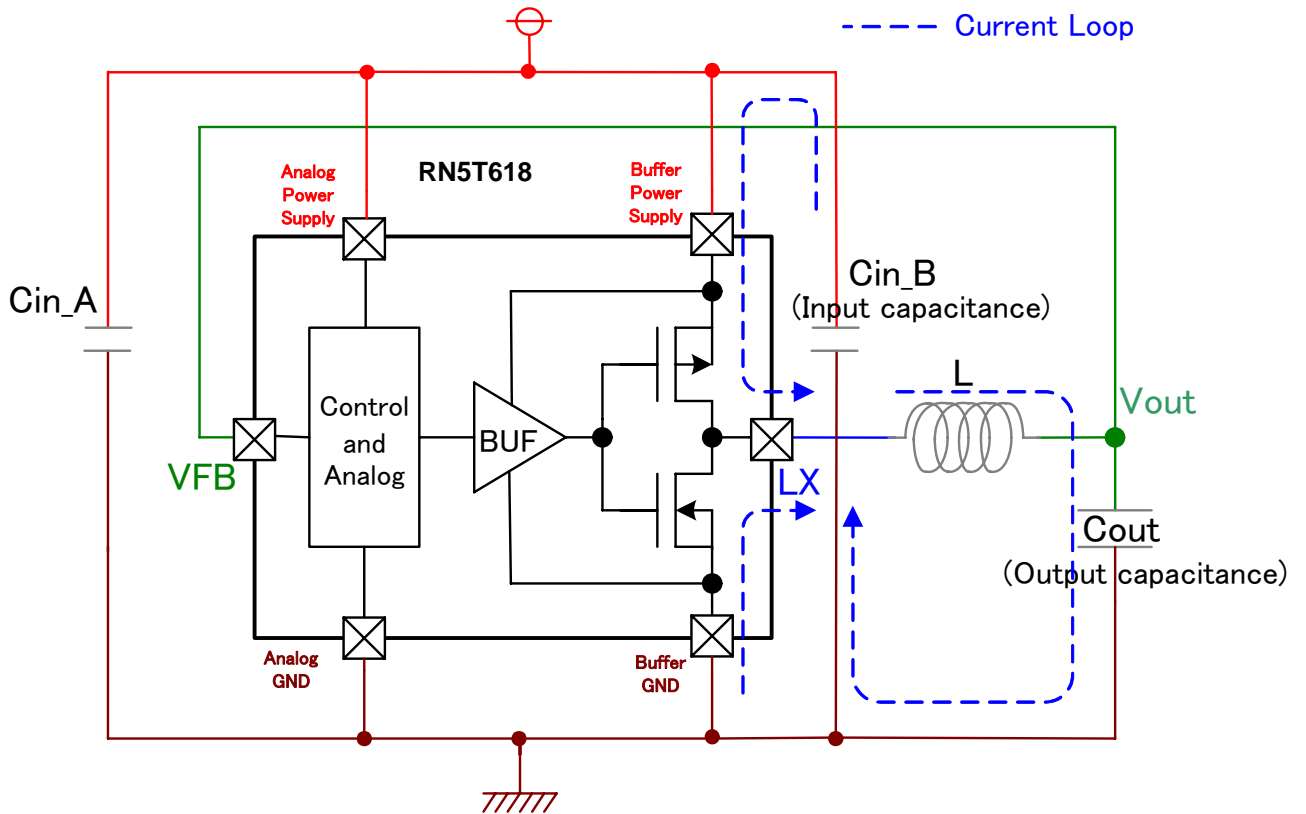 Current Loop
RN5T618
Analog
Power
Supply
Buffer
Power
Supply
Cin_A
Cin_B
(Input capacitance)
Control
and
Analog
BUF
L
Vout
VFB
LX
Cout
(Output capacitance)
Analog
GND
Buffer
GND